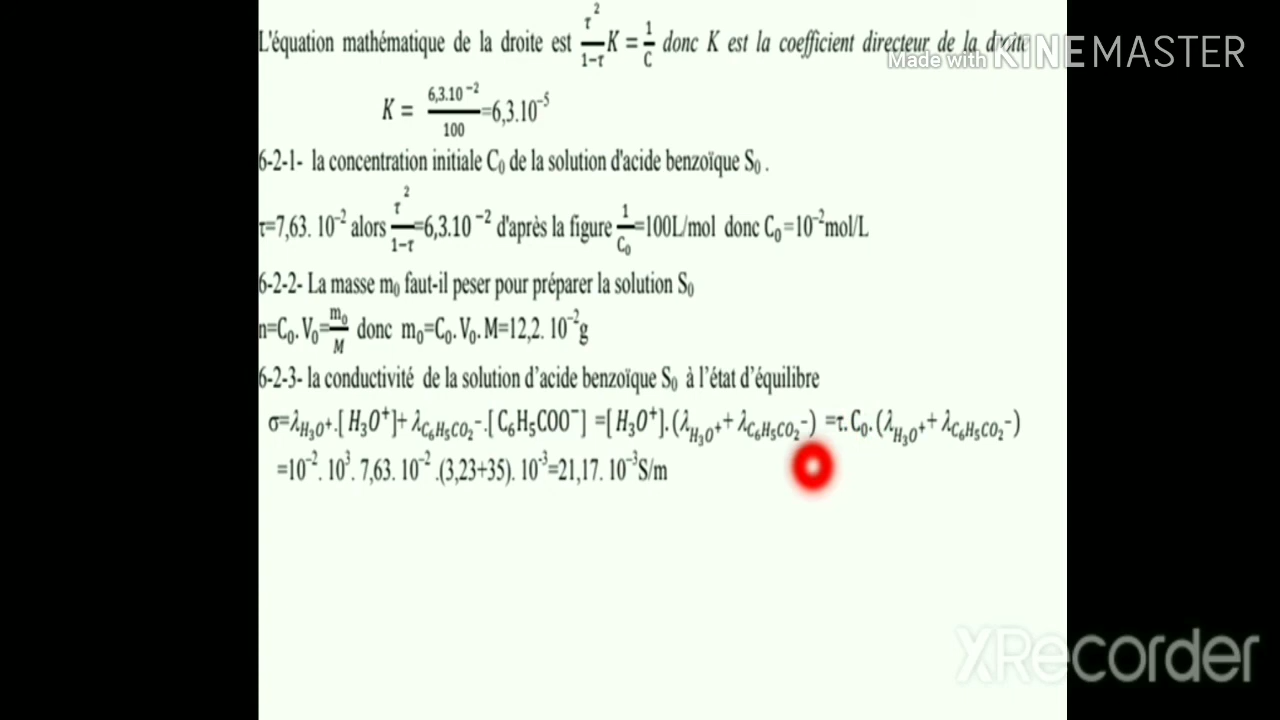 L'équation mathématique de la droite est τ²/1−τ K = 1/C donc K est la coefficient directeur de la droite
Made with KINEMASTER
K = 6,3.10⁻²/100 =6,3.10⁻⁵
6-2-1- la concentration initiale C₀ de la solution d'acide benzoïque S₀ .
τ=7,63. 10⁻² alors τ²/1−τ =6,3.10⁻² d'après la figure 1/C₀ =100L/mol donc C₀=10⁻²mol/L
6-2-2- La masse m₀ faut-il peser pour préparer la solution S₀
n=C₀.V₀= m₀/M donc m₀=C₀.V₀.M=12,2. 10⁻²g
6-2-3- la conductivité de la solution d’acide benzoïque S₀ à l’état d’équilibre
σ=λH₃O⁺.[ H₃O⁺]+ λC₆H₅CO₂⁻.[ C₆H₅COO⁻] =[ H₃O⁺].(λH₃O⁺+ λC₆H₅CO₂⁻) =τ.C₀.(λH₃O⁺+ λC₆H₅CO₂⁻)
=10⁻². 10³. 7,63. 10⁻² .(3,23+35). 10⁻³=21,17. 10⁻³S/m
XRecorder